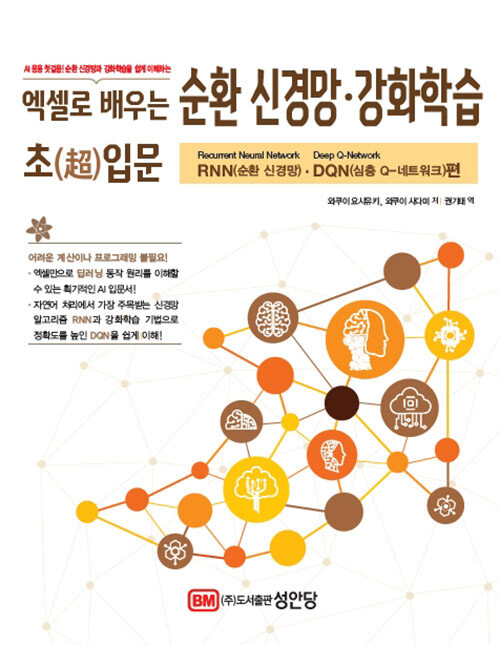 AI 응용 첫걸음! 순환 신경망과 강화학습을 쉽게 이해하는
엑셀로 배우는 순환 신경망·강화학습
초(超)입문
Recurrent Neural Network Deep Q-Network
RNN(순환 신경망)·DQN(심층 Q-네트워크)편
와쿠이 요시유키, 와쿠이 사다미 저 | 권기태 역
어려운 계산이나 프로그래밍 불필요!
· 엑셀만으로 딥러닝 동작 원리를 이해할
수 있는 획기적인 AI 입문서!
· 자연어 처리에서 가장 주목받는 신경망
알고리즘 RNN과 강화학습 기법으로
정확도를 높인 DQN을 쉽게 이해!
BM (주)도서출판 성안당